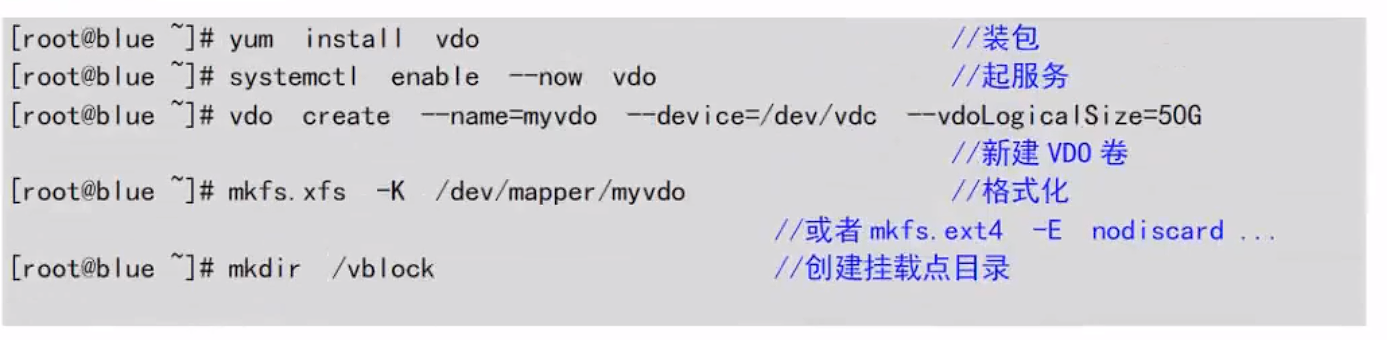 [root@blue ~]# yum install vdo //装包
[root@blue ~]# systemctl enable --now vdo //起服务
[root@blue ~]# vdo create --name=myvdo --device=/dev/vdc --vdoLogicalSize=50G
//新建 VDO 卷
[root@blue ~]# mkfs.xfs -K /dev/mapper/myvdo //格式化
//或者 mkfs.ext4 -E nodiscard ...
[root@blue ~]# mkdir /vblock //创建挂载点目录